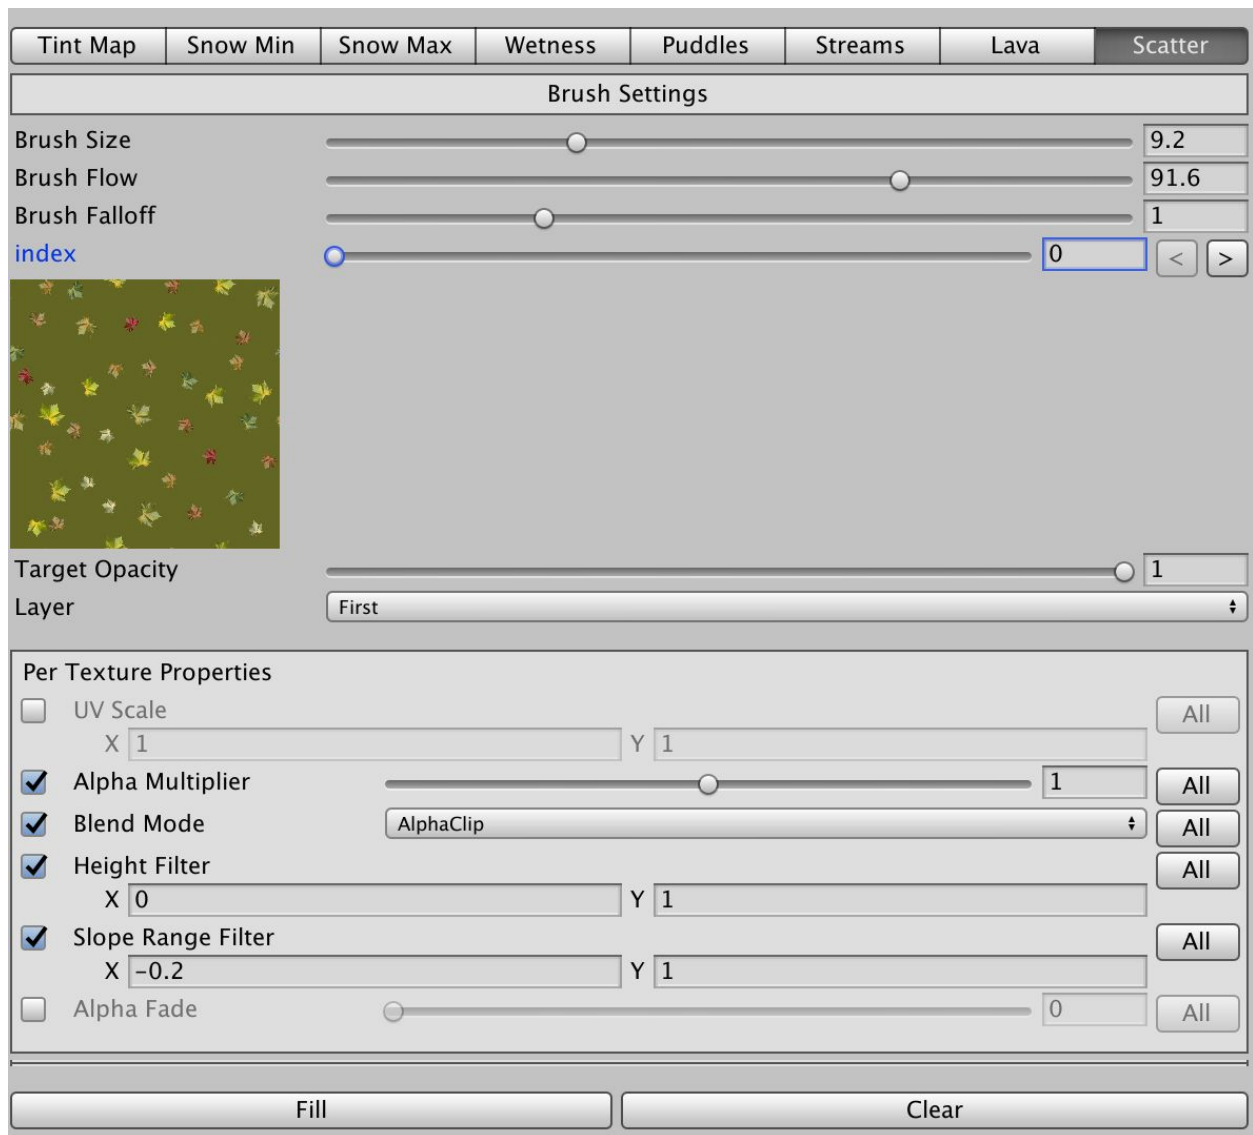 Tint Map Snow Min Snow Max Wetness Puddles Streams Lava Scatter
Brush Settings
Brush Size 9.2
Brush Flow 91.6
Brush Falloff 1
index 0 < >
Target Opacity 1
Layer First
Per Texture Properties
UV Scale All
X 1 Y 1
Alpha Multiplier 1 All
Blend Mode AlphaClip All
Height Filter All
X 0 Y 1
Slope Range Filter All
X -0.2 Y 1
Alpha Fade 0 All
Fill Clear